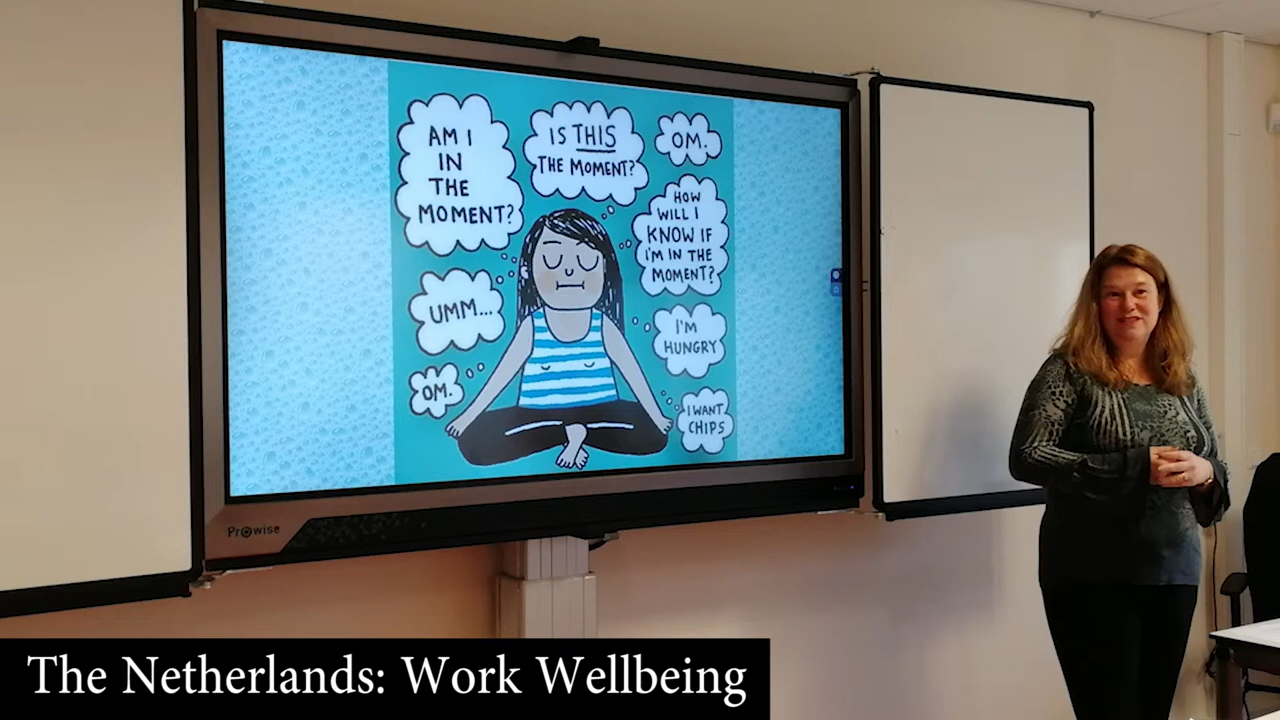 AM I
IN
THE
MOMENT?
IS THIS
THE MOMENT?
OM.
HOW
WILL I
KNOW IF
I'M IN THE
MOMENT?
UMM...
I'M
HUNGRY
OM.
I WANT
CHIPS
Prowise
The Netherlands: Work Wellbeing